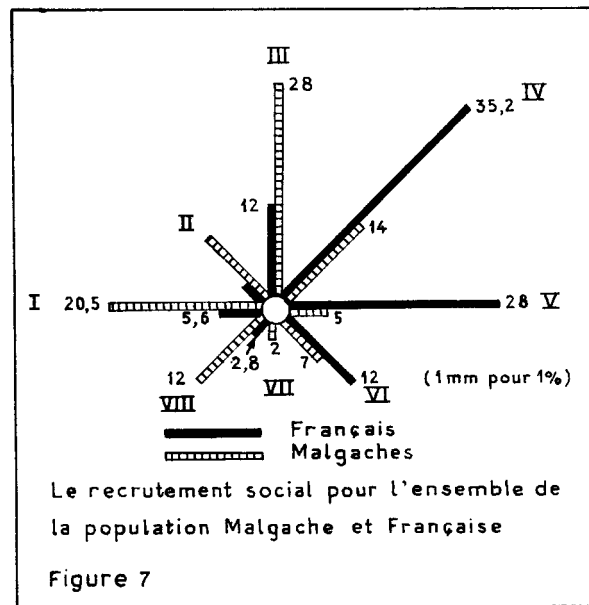 III
28
IV
35,2
12
II
14
I
20,5
5,6
28
V
5
2
7
2,8
12
VIII
VII
12
VI
(1mm pour 1%)
Français
Malgaches
Le recrutement social pour l'ensemble de
la population Malgache et Française
Figure 7